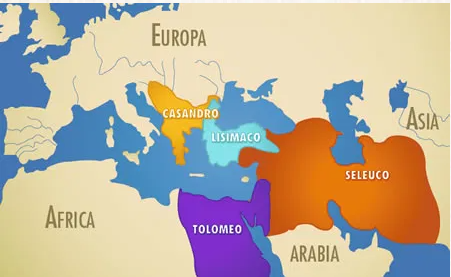 EUROPA
CASANDRO
LISIMACO
ASIA
SELEUCO
AFRICA
TOLOMEO
ARABIA